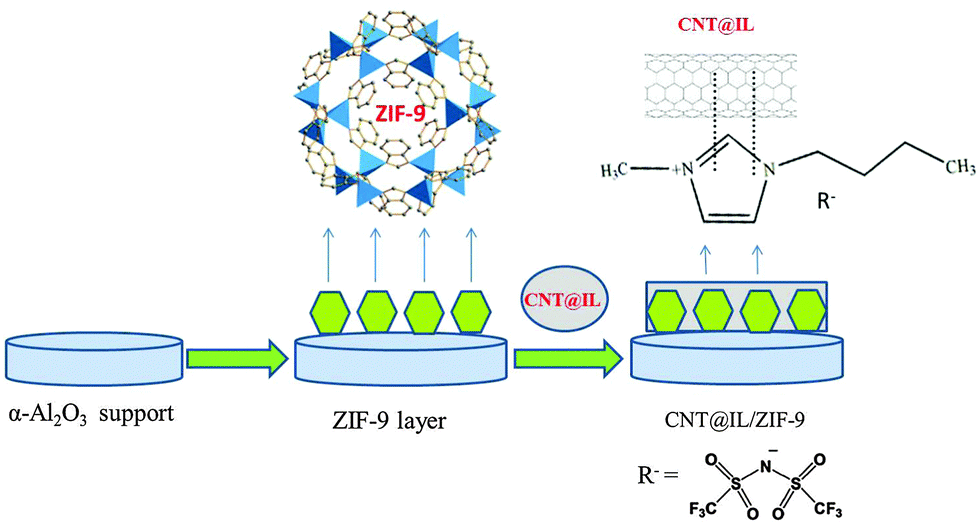 CNT@IL
ZIF-9
H₃C
N
+
N
CH₃
R⁻
CNT@IL
α-Al₂O₃ support
ZIF-9 layer
CNT@IL/ZIF-9
R⁻ =
O
N
−
O
S
S
F₃C
O
O
CF₃